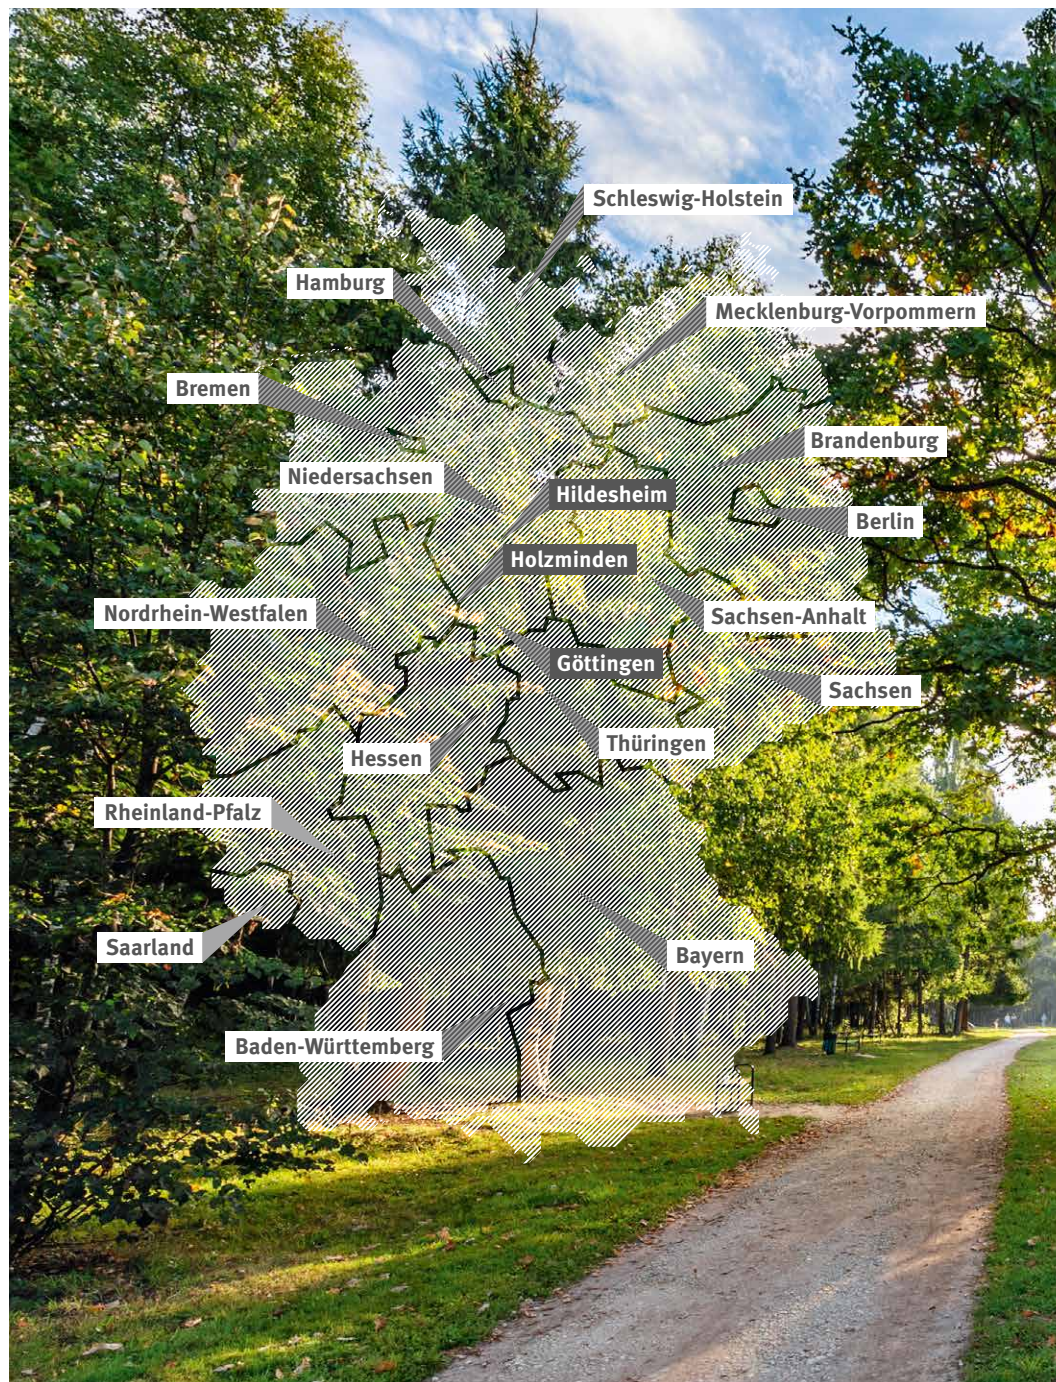 Schleswig-Holstein
Hamburg
Mecklenburg-Vorpommern
Bremen
Brandenburg
Niedersachsen
Hildesheim
Berlin
Holzminden
Nordrhein-Westfalen
Sachsen-Anhalt
Göttingen
Sachsen
Thüringen
Hessen
Rheinland-Pfalz
Saarland
Bayern
Baden-Württemberg